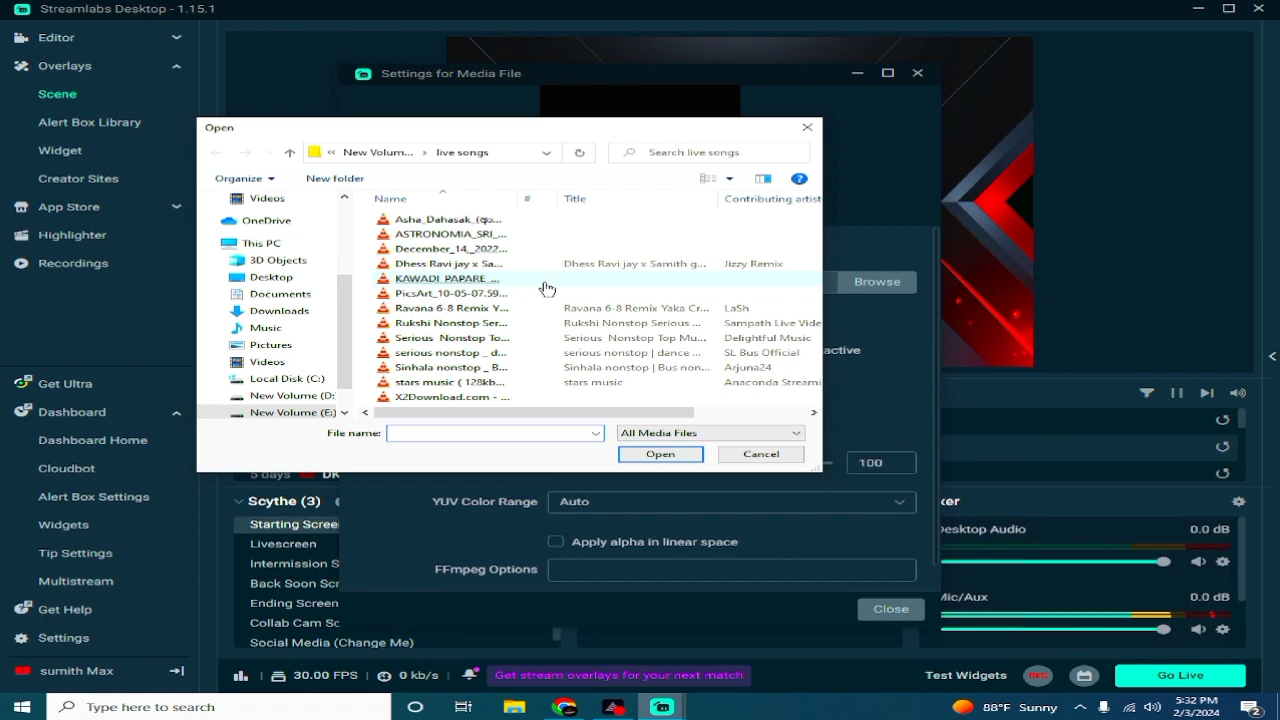 Streamlabs Desktop - 1.15.1
Editor
Overlays
Scene
Alert Box Library
Widget
Creator Sites
App Store
Highlighter
Recordings
Get Ultra
Dashboard
Dashboard Home
Cloudbot
Alert Box Settings
Widgets
Tip Settings
Multistream
Get Help
Settings
sumith Max
Settings for Media File
Open
« New Volum... › live songs
Search live songs
Organize
New folder
?
Videos
OneDrive
This PC
3D Objects
Desktop
Documents
Downloads
Music
Pictures
Videos
Local Disk (C:)
New Volume (D:
New Volume (E:)
Name # Title Contributing artist
ASTRONOMIA_SRI_...
December_14,_2022...
Dhess Ravi jay x Sa... Dhess Ravi jay x Samith g... Jizzy Remix
KAWADI_PAPARE_...
PicsArt_10-05-07.59...
Ravana 6-8 Remix Y... Ravana 6-8 Remix Yaka Cr... LaSh
Rukshi Nonstop Ser... Rukshi Nonstop Serious ... Sampath Live Vide
Serious Nonstop To... Serious Nonstop Top Mu... Delightful Music
serious nonstop _ d... serious nonstop | dance ... SL Bus Official
Sinhala nonstop _ B... Sinhala nonstop | Bus non... Arjuna24
stars music ( 128kb... stars music Anaconda Streami
X2Download.com - ...
File name:
All Media Files
Open
Cancel
Browse
active
100
YUV Color Range
Auto
Apply alpha in linear space
FFmpeg Options
Close
5 days DK
Scythe (3)
Starting Scree
Livescreen
Intermission S
Back Soon Scr
Ending Screen
Collab Cam Sc
Social Media (Change Me)
xer
Desktop Audio 0.0 dB
Mic/Aux 0.0 dB
30.00 FPS
0 kb/s
Get stream overlays for your next match
Test Widgets
REC
Go Live
Type here to search
88°F Sunny
5:32 PM
2/3/2024
2